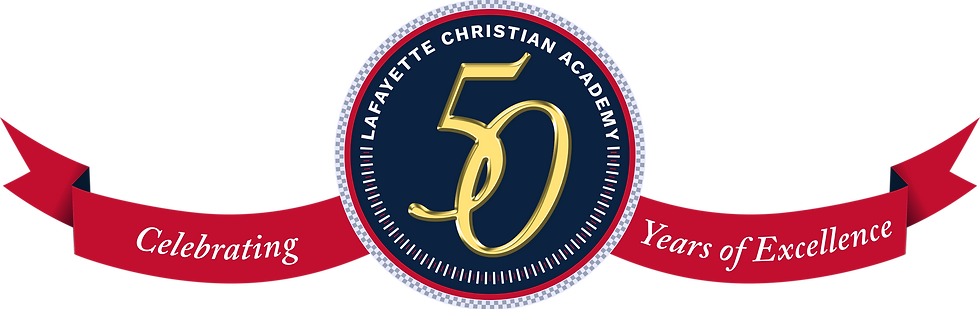 LAFAYETTE CHRISTIAN ACADEMY
50
Celebrating
Years of Excellence